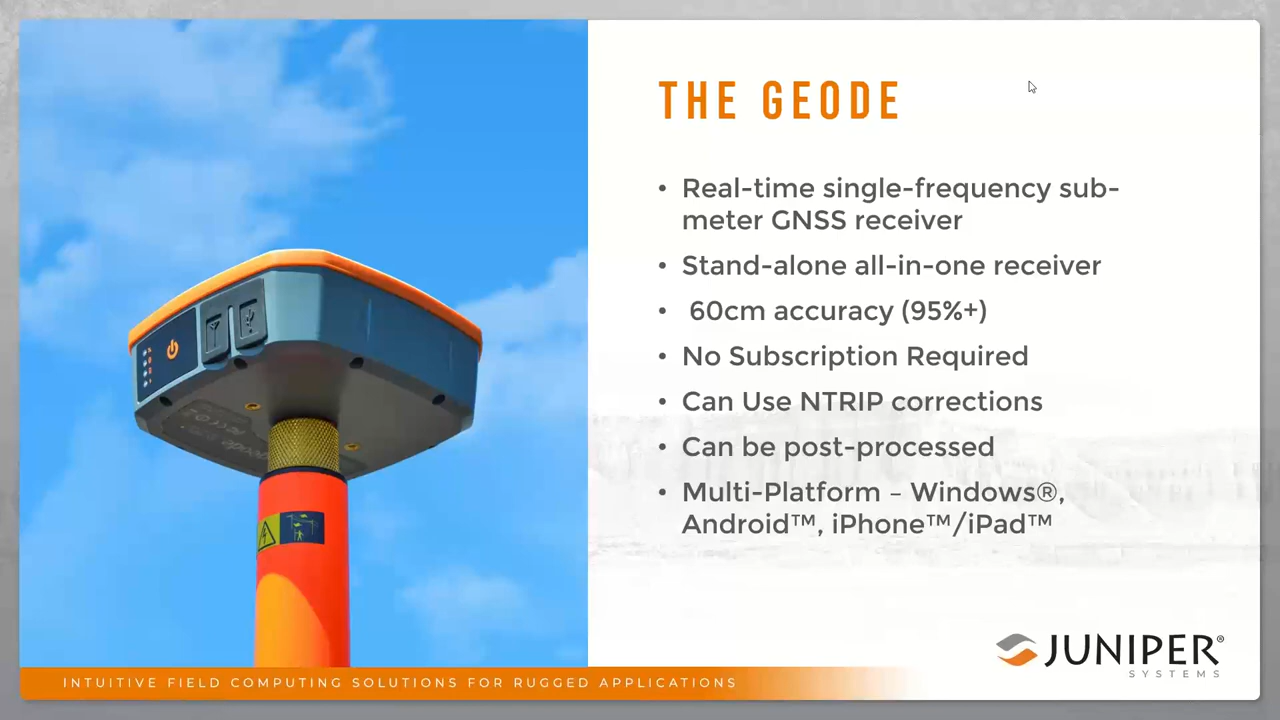 THE GEODE
• Real-time single-frequency sub-
meter GNSS receiver
• Stand-alone all-in-one receiver
• 60cm accuracy (95%+)
• No Subscription Required
• Can Use NTRIP corrections
• Can be post-processed
• Multi-Platform – Windows®,
Android™, iPhone™/iPad™
JUNIPER®
SYSTEMS
INTUITIVE FIELD COMPUTING SOLUTIONS FOR RUGGED APPLICATIONS